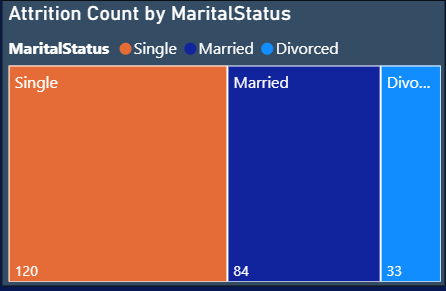 Attrition Count by MaritalStatus
MaritalStatus Single Married Divorced
Single Married Divo...
120 84 33